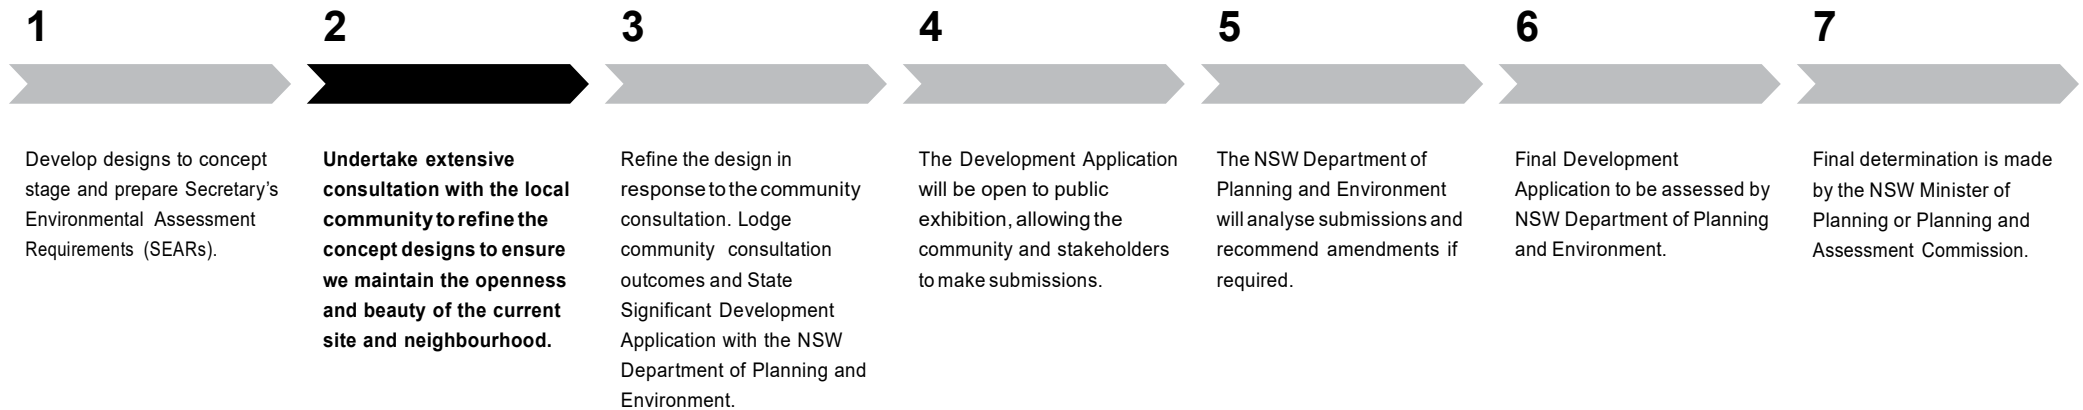 1
Develop designs to concept
stage and prepare Secretary's
Environmental Assessment
Requirements (SEARs).
2
Undertake extensive
consultation with the local
community to refine the
concept designs to ensure
we maintain the openness
and beauty of the current
site and neighbourhood.
3
Refine the design in
response to the community
consultation. Lodge
community consultation
outcomes and State
Significant Development
Application with the NSW
Department of Planning and
Environment.
4
The Development Application
will be open to public
exhibition, allowing the
community and stakeholders
to make submissions.
5
The NSW Department of
Planning and Environment
will analyse submissions and
recommend amendments if
required.
6
Final Development
Application to be assessed by
NSW Department of Planning
and Environment.
7
Final determination is made
by the NSW Minister of
Planning or Planning and
Assessment Commission.